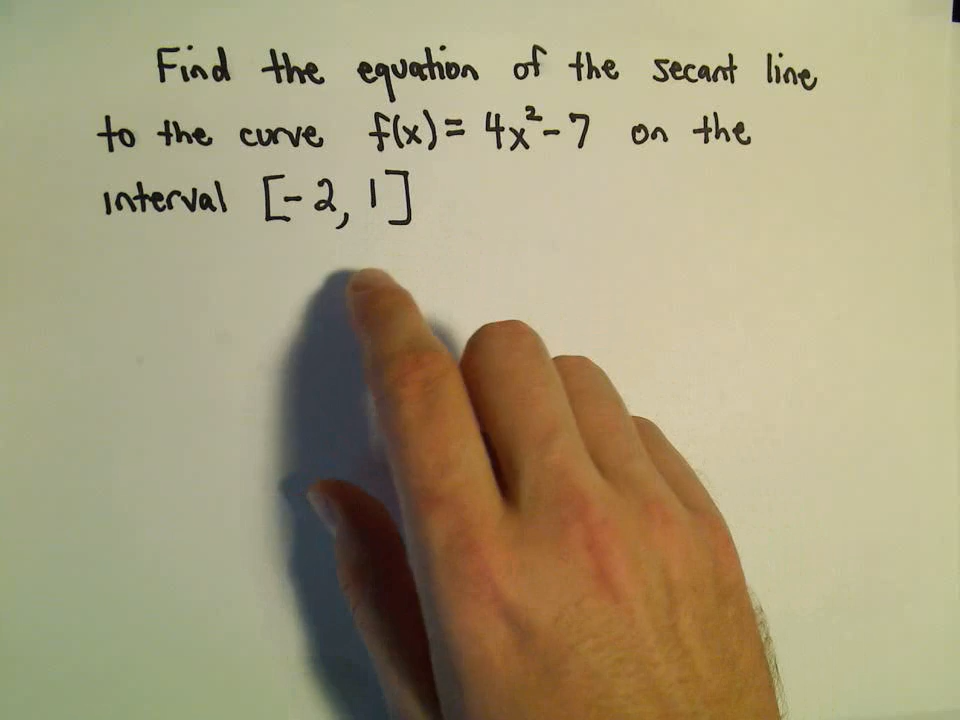 Find the equation of the secant line
to the curve f(x) = 4x²-7 on the
interval [-2, 1]